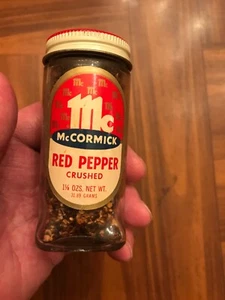 Mc
McCORMICK
RED PEPPER
CRUSHED
1¼ OZS. NET WT.